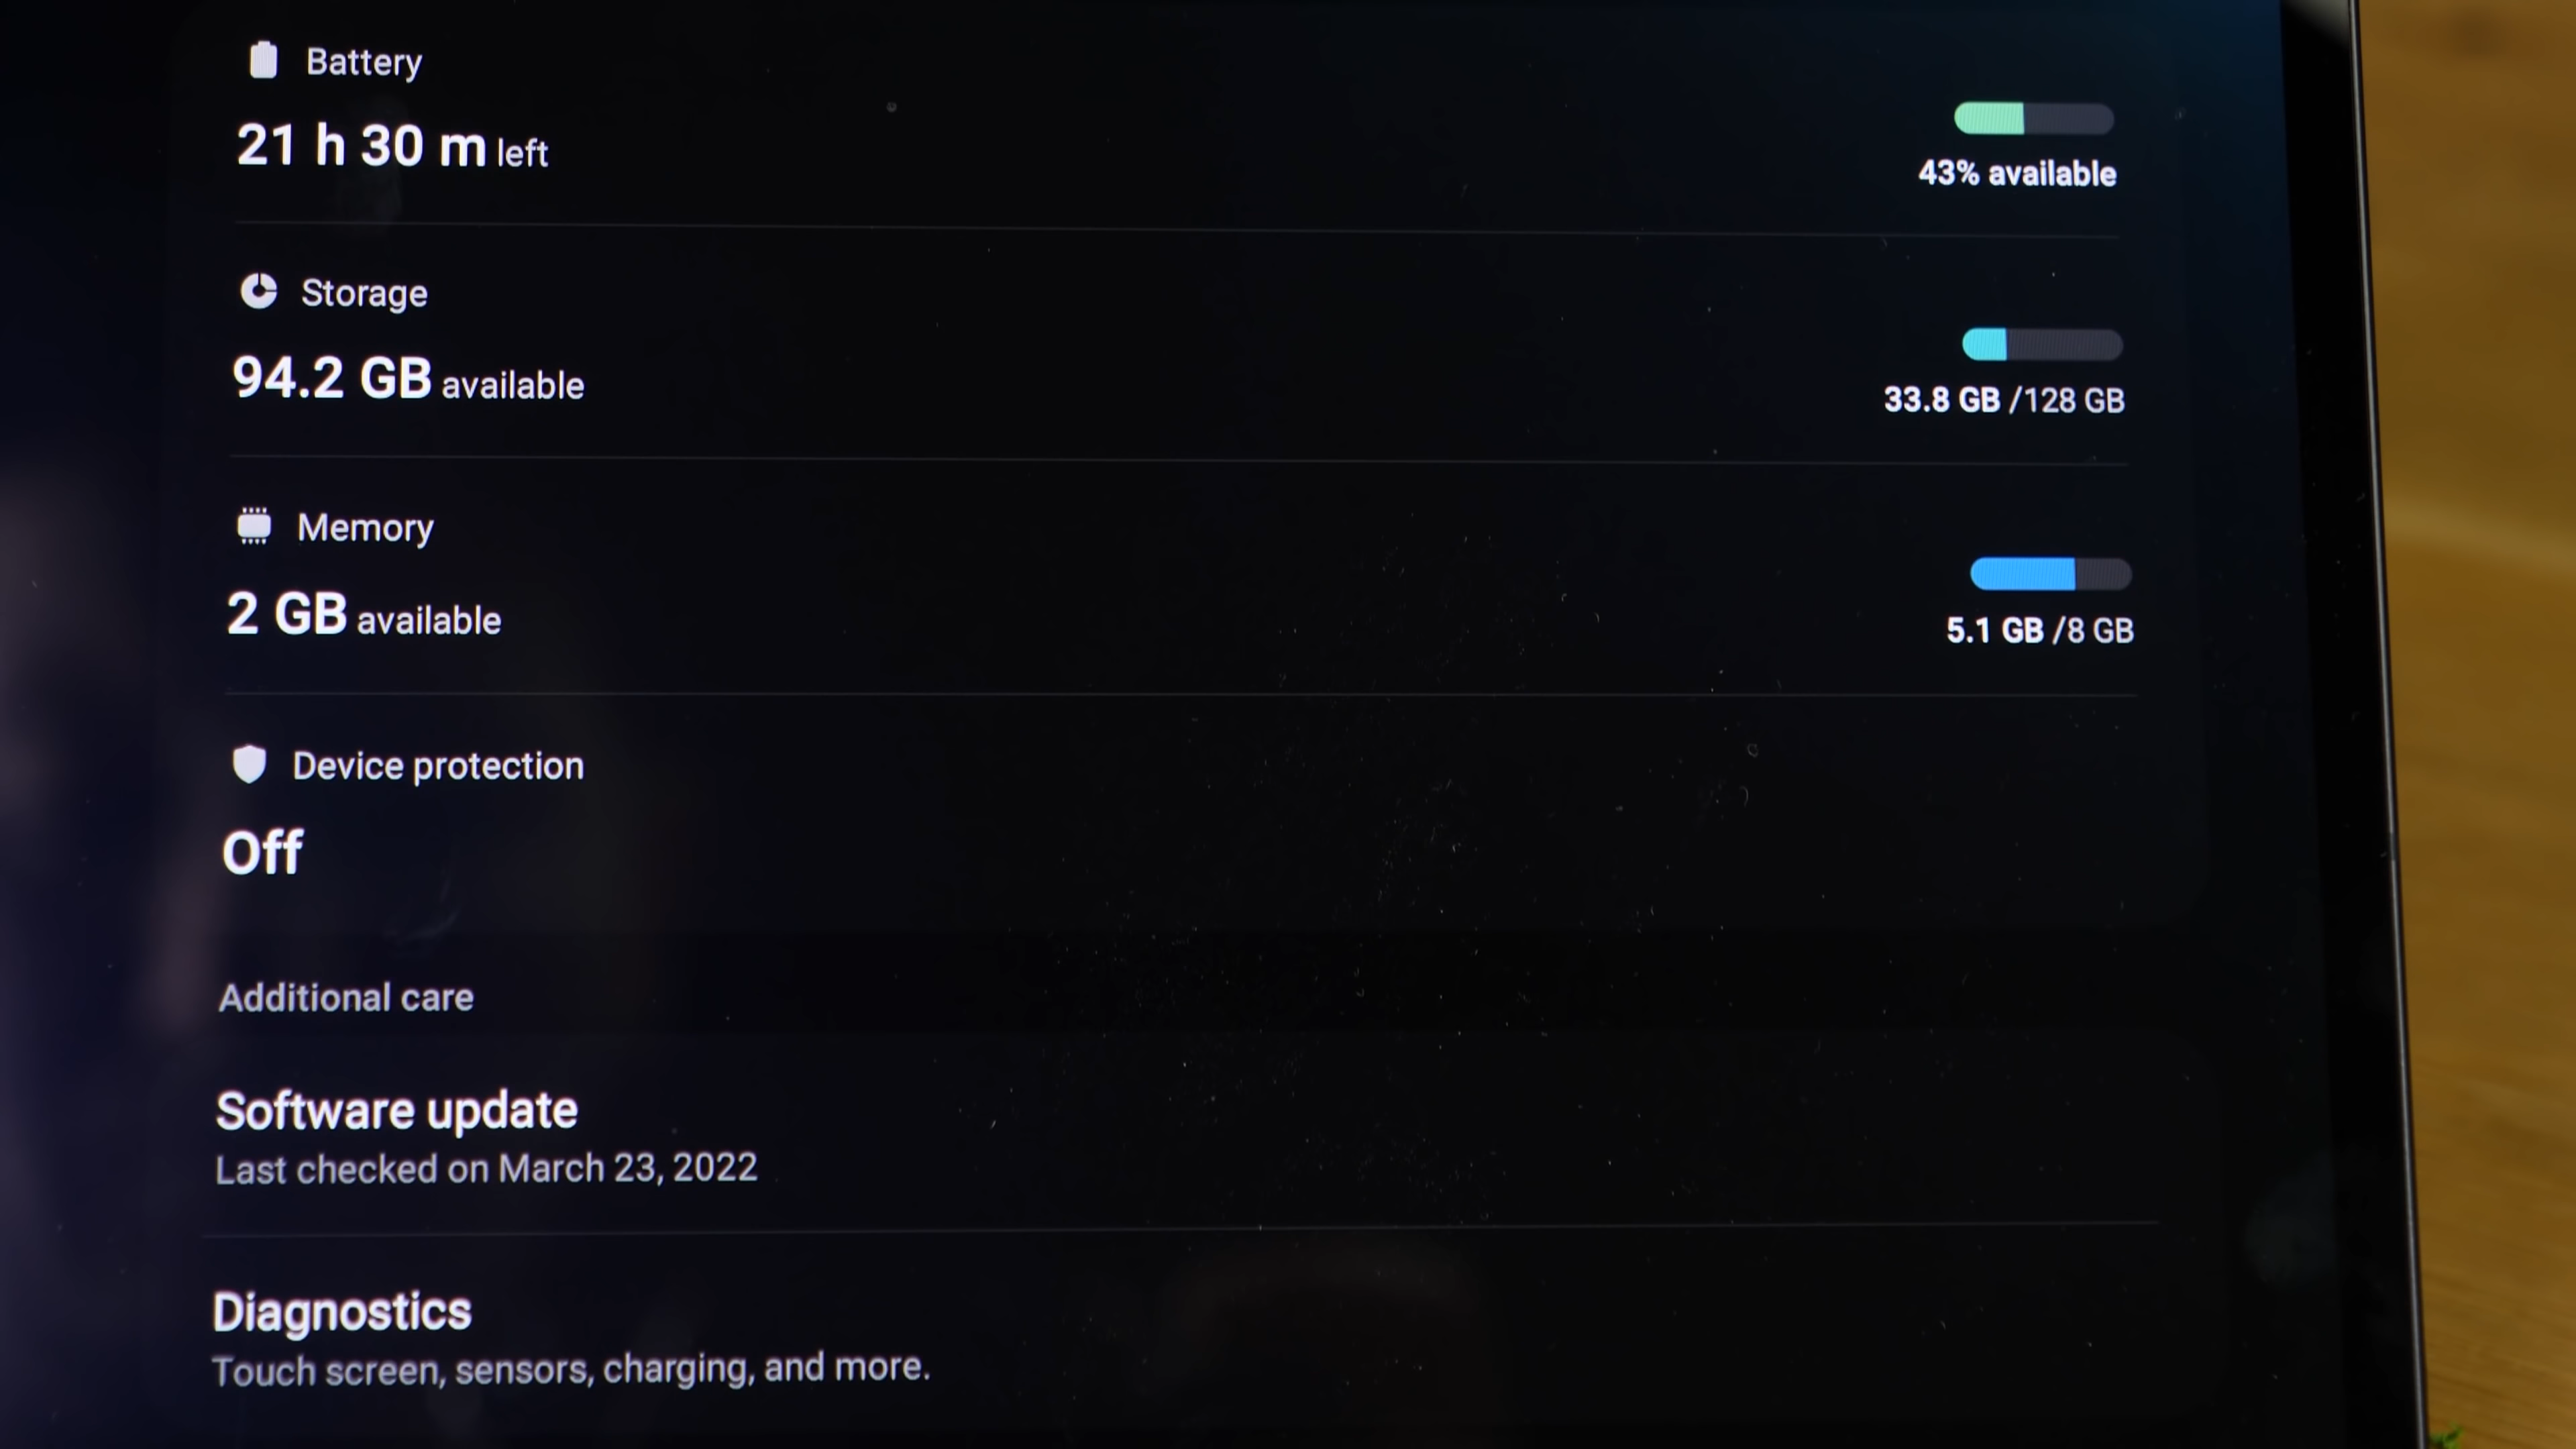 Battery
21 h 30 m left
43% available
Storage
94.2 GB available
33.8 GB /128 GB
Memory
2 GB available
5.1 GB /8 GB
Device protection
Off
Additional care
Software update
Last checked on March 23, 2022
Diagnostics
Touch screen, sensors, charging, and more.